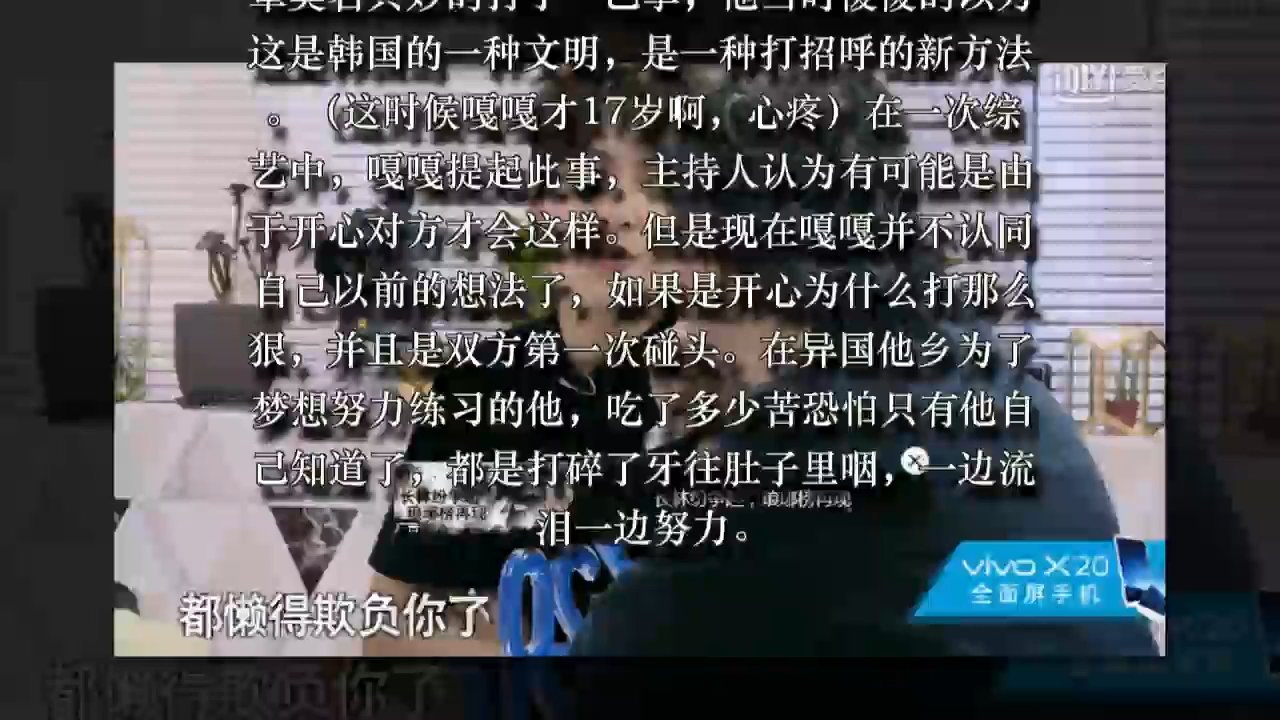 这是韩国的一种文明，是一种打招呼的新方法
。（这时候嘎嘎才17岁啊，心疼）在一次综
艺中，嘎嘎提起此事，主持人认为有可能是由
于开心对方才会这样。但是现在嘎嘎并不认同
自己以前的想法了，如果是开心为什么打那么
狠，并且是双方第一次碰头。在异国他乡为了
梦想努力练习的他，吃了多少苦恐怕只有他自
己知道了，都是打碎了牙往肚子里咽，一边流
泪一边努力。
vivo X20
全面屏手机
都懒得欺负你了